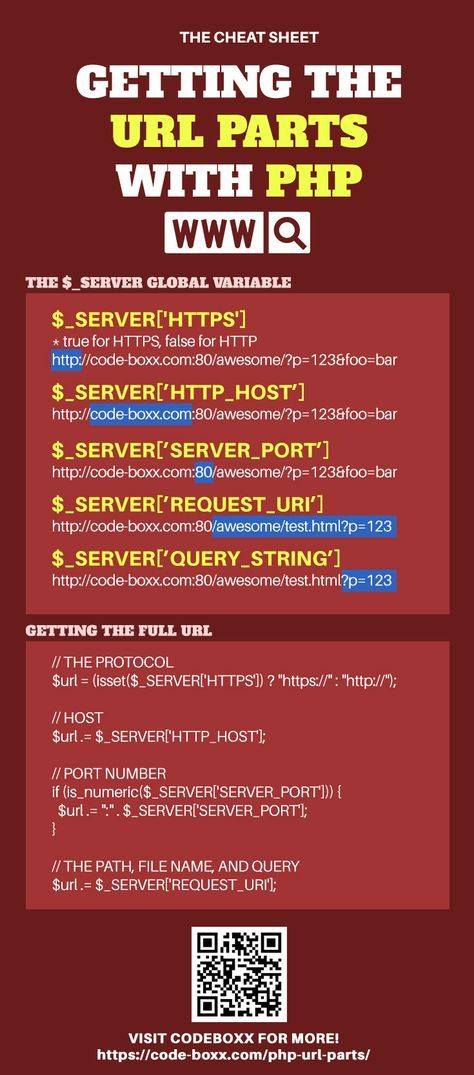 THE CHEAT SHEET
GETTING THE
URL PARTS
WITH PHP
WWW
THE $_SERVER GLOBAL VARIABLE
$_SERVER['HTTPS']
* true for HTTPS, false for HTTP
http://code-boxx.com:80/awesome/?p=123&foo=bar
$_SERVER[’HTTP_HOST’]
http://code-boxx.com:80/awesome/?p=123&foo=bar
$_SERVER[’SERVER_PORT’]
http://code-boxx.com:80/awesome/?p=123&foo=bar
$_SERVER[’REQUEST_URI’]
http://code-boxx.com:80/awesome/test.html?p=123
$_SERVER[’QUERY_STRING’]
http://code-boxx.com:80/awesome/test.html?p=123
GETTING THE FULL URL
// THE PROTOCOL
$url = (isset($_SERVER['HTTPS']) ? "https://" : "http://");
// HOST
$url .= $_SERVER['HTTP_HOST'];
// PORT NUMBER
if (is_numeric($_SERVER['SERVER_PORT'])) {
$url .= ":" . $_SERVER['SERVER_PORT'];
}
// THE PATH, FILE NAME, AND QUERY
$url .= $_SERVER['REQUEST_URI'];
VISIT CODEBOXX FOR MORE!
https://code-boxx.com/php-url-parts/